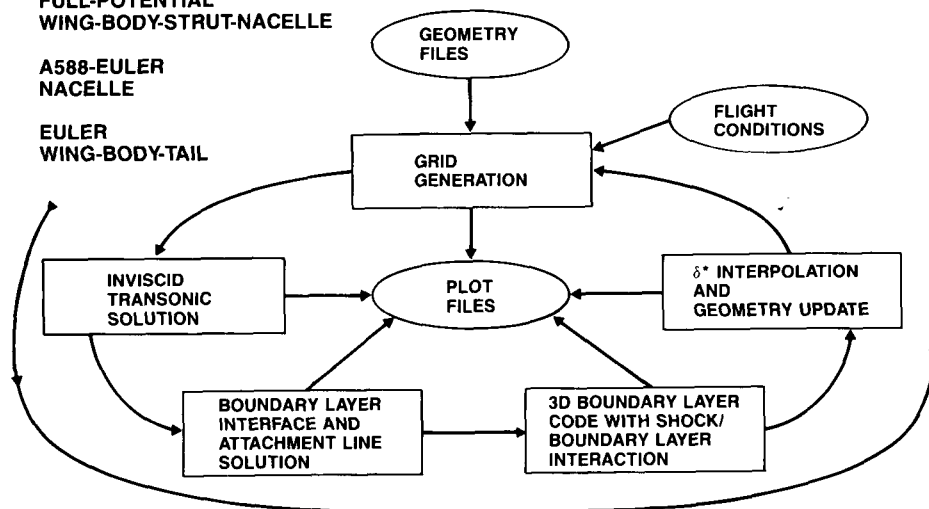 FULL-POTENTIAL
WING-BODY-STRUT-NACELLE
A588-EULER
NACELLE
EULER
WING-BODY-TAIL
GEOMETRY
FILES
FLIGHT
CONDITIONS
GRID
GENERATION
INVISCID
TRANSONIC
SOLUTION
PLOT
FILES
δ* INTERPOLATION
AND
GEOMETRY UPDATE
BOUNDARY LAYER
INTERFACE AND
ATTACHMENT LINE
SOLUTION
3D BOUNDARY LAYER
CODE WITH SHOCK/
BOUNDARY LAYER
INTERACTION